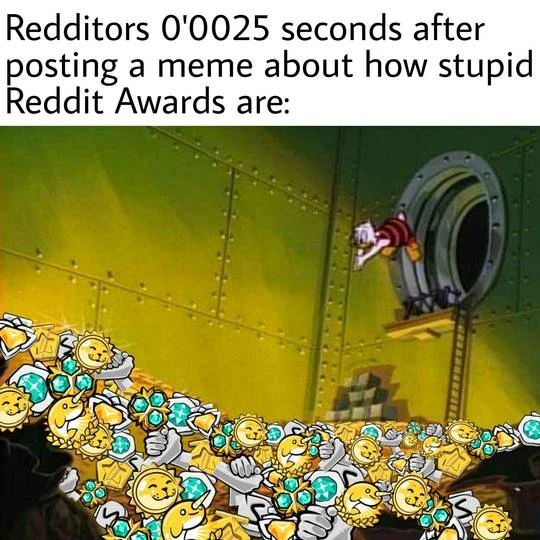 Redditors 0'0025 seconds after
posting a meme about how stupid
Reddit Awards are: